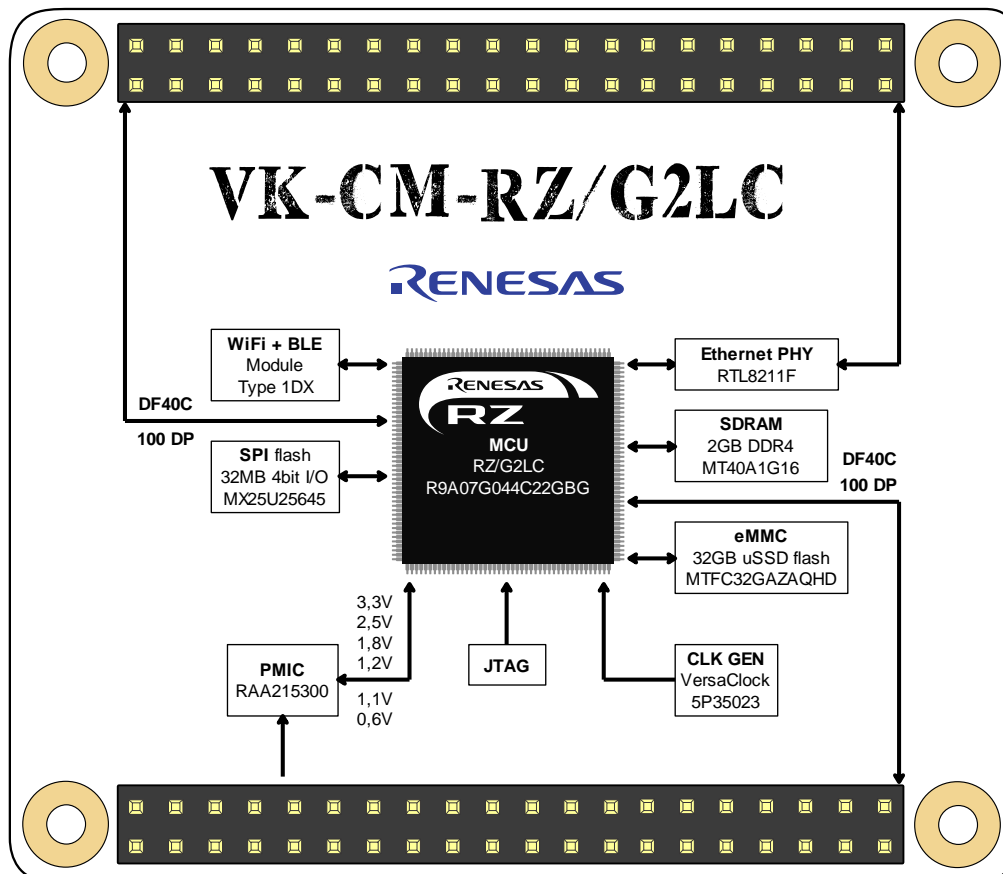 VK-CM-RZ/G2LC
RENESAS
WiFi + BLE
Module
Type 1DX
DF40C
100 DP
SPI flash
32MB 4bit I/O
MX25U25645
RENESAS
RZ
MCU
RZ/G2LC
R9A07G044C22GBG
Ethernet PHY
RTL8211F
SDRAM
2GB DDR4
MT40A1G16
DF40C
100 DP
eMMC
32GB uSSD flash
MTFC32GAZAQHD
3,3V
2,5V
1,8V
1,2V
1,1V
0,6V
PMIC
RAA215300
JTAG
CLK GEN
VersaClock
5P35023